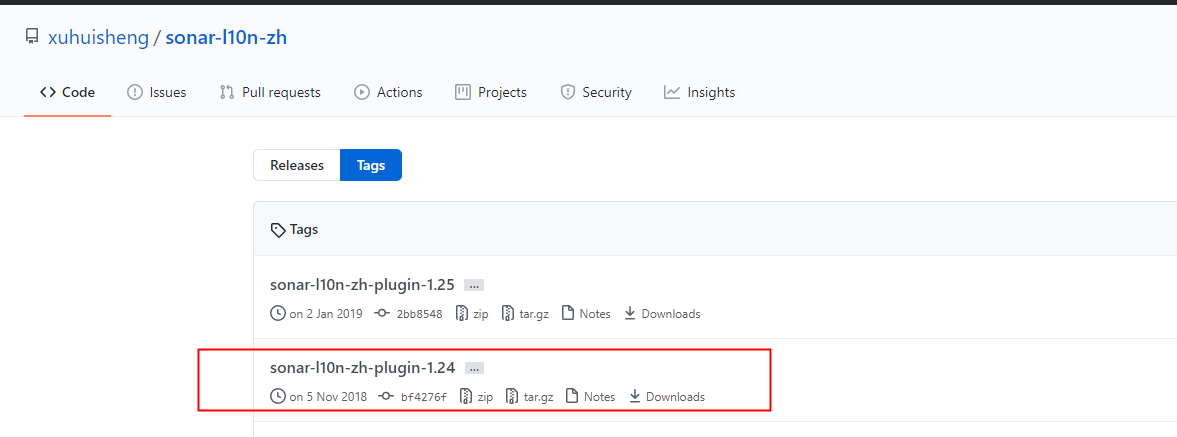 xuhuisheng / sonar-l10n-zh
Code Issues Pull requests Actions Projects Security Insights
Releases Tags
Tags
sonar-l10n-zh-plugin-1.25 ...
on 2 Jan 2019 2bb8548 zip tar.gz Notes Downloads
sonar-l10n-zh-plugin-1.24 ...
on 5 Nov 2018 bf4276f zip tar.gz Notes Downloads